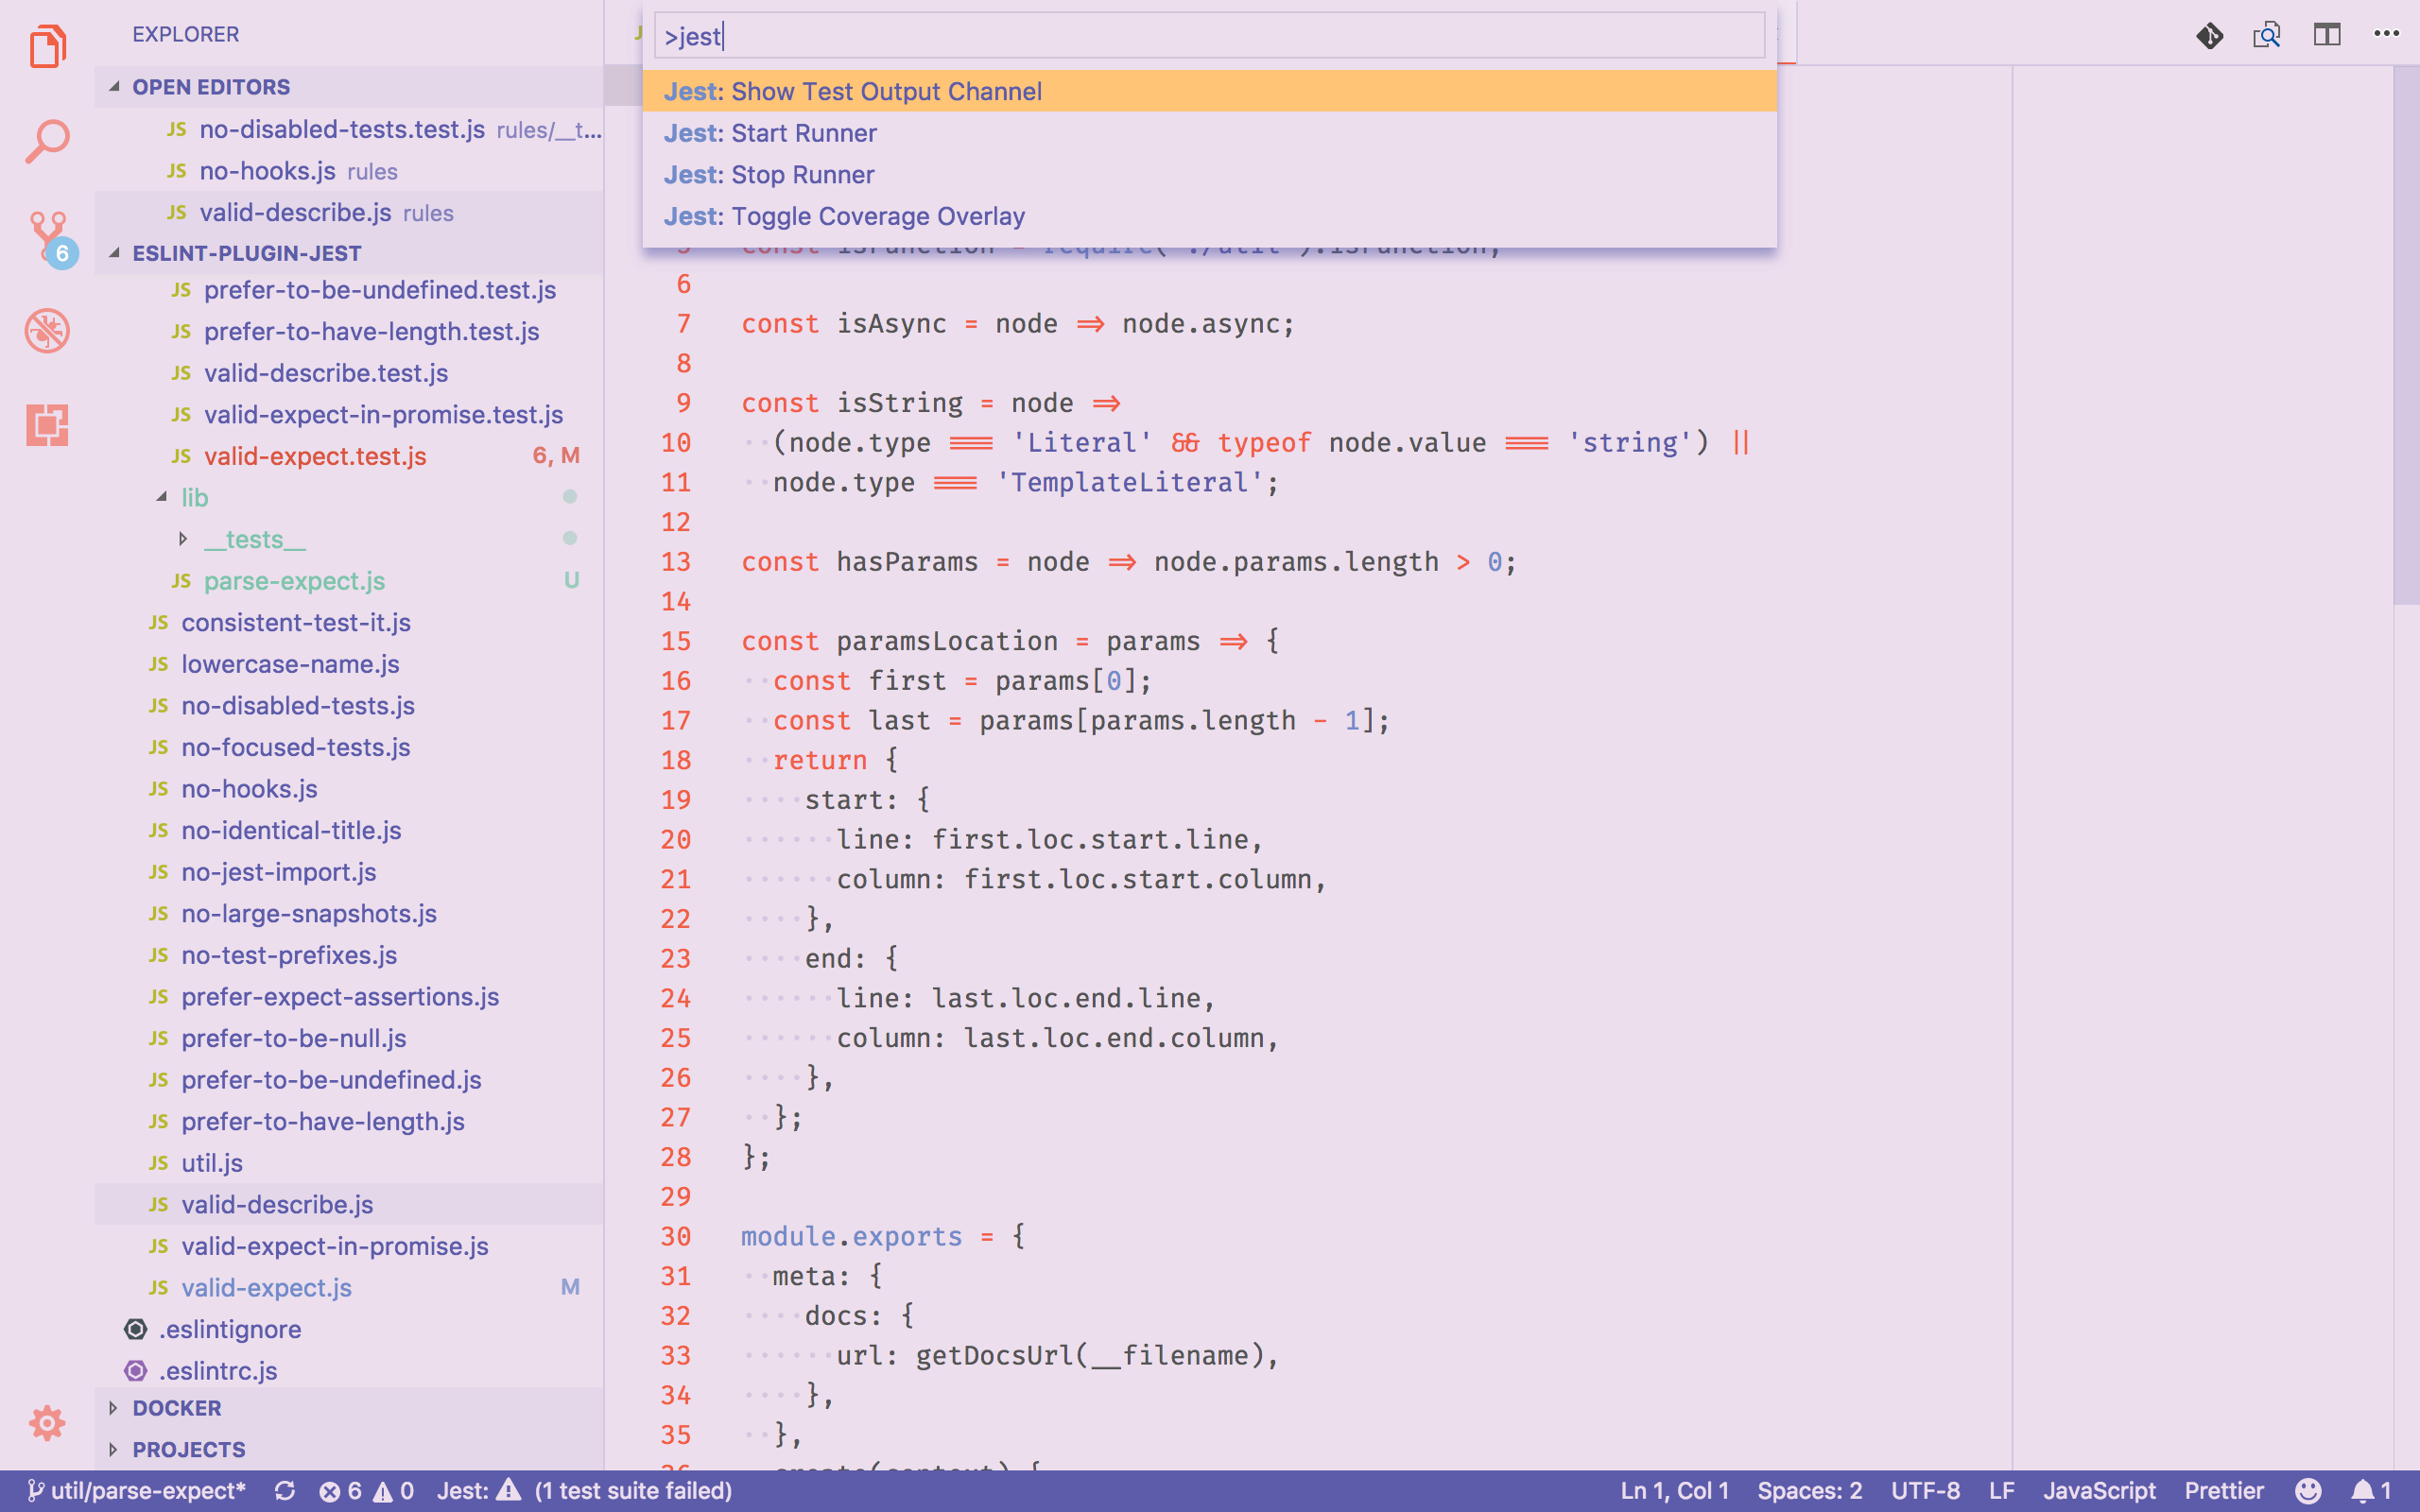 EXPLORER
OPEN EDITORS
JS no-disabled-tests.test.js rules/__t...
JS no-hooks.js rules
JS valid-describe.js rules
6
ESLINT-PLUGIN-JEST
JS prefer-to-be-undefined.test.js
JS prefer-to-have-length.test.js
JS valid-describe.test.js
JS valid-expect-in-promise.test.js
JS valid-expect.test.js 6, M
lib
__tests__
JS parse-expect.js U
JS consistent-test-it.js
JS lowercase-name.js
JS no-disabled-tests.js
JS no-focused-tests.js
JS no-hooks.js
JS no-identical-title.js
JS no-jest-import.js
JS no-large-snapshots.js
JS no-test-prefixes.js
JS prefer-expect-assertions.js
JS prefer-to-be-null.js
JS prefer-to-be-undefined.js
JS prefer-to-have-length.js
JS util.js
JS valid-describe.js
JS valid-expect-in-promise.js
JS valid-expect.js M
.eslintignore
.eslintrc.js
DOCKER
PROJECTS
>jest
Jest: Show Test Output Channel
Jest: Start Runner
Jest: Stop Runner
Jest: Toggle Coverage Overlay
5 const isFunction = require('./util').isFunction;
6
7 const isAsync = node => node.async;
8
9 const isString = node =>
10 (node.type === 'Literal' && typeof node.value === 'string') ||
11 node.type === 'TemplateLiteral';
12
13 const hasParams = node => node.params.length > 0;
14
15 const paramsLocation = params => {
16 const first = params[0];
17 const last = params[params.length - 1];
18 return {
19 start: {
20 line: first.loc.start.line,
21 column: first.loc.start.column,
22 },
23 end: {
24 line: last.loc.end.line,
25 column: last.loc.end.column,
26 },
27 };
28 };
29
30 module.exports = {
31 meta: {
32 docs: {
33 url: getDocsUrl(__filename),
34 },
35 },
36 create(context) {
util/parse-expect* 6 0 Jest: (1 test suite failed) Ln 1, Col 1 Spaces: 2 UTF-8 LF JavaScript Prettier 1